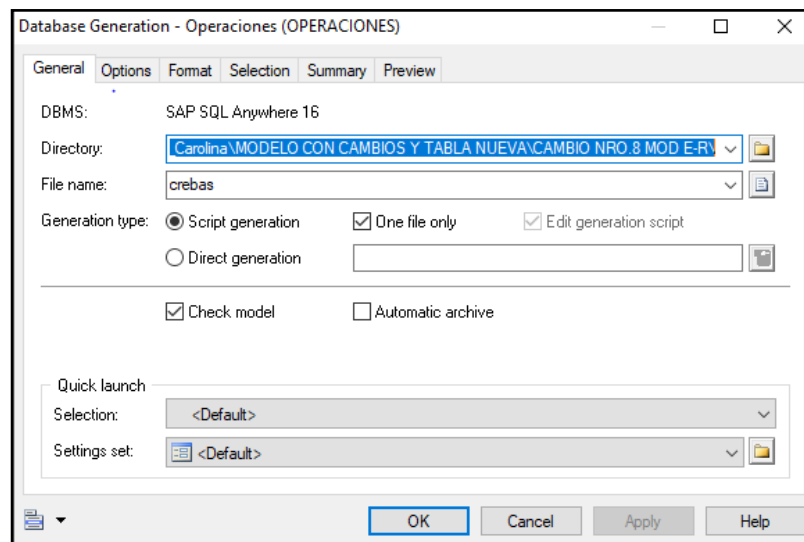 Database Generation - Operaciones (OPERACIONES)
General Options Format Selection Summary Preview
DBMS: SAP SQL Anywhere 16
Directory: _Carolina\MODELO CON CAMBIOS Y TABLA NUEVA\CAMBIO NRO.8 MOD E-R\
File name: crebas
Generation type: Script generation One file only Edit generation script
Direct generation
Check model Automatic archive
Quick launch
Selection: <Default>
Settings set: <Default>
OK Cancel Apply Help